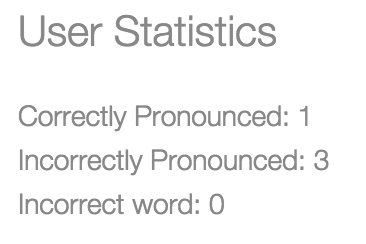 User Statistics
Correctly Pronounced: 1
Incorrectly Pronounced: 3
Incorrect word: 0